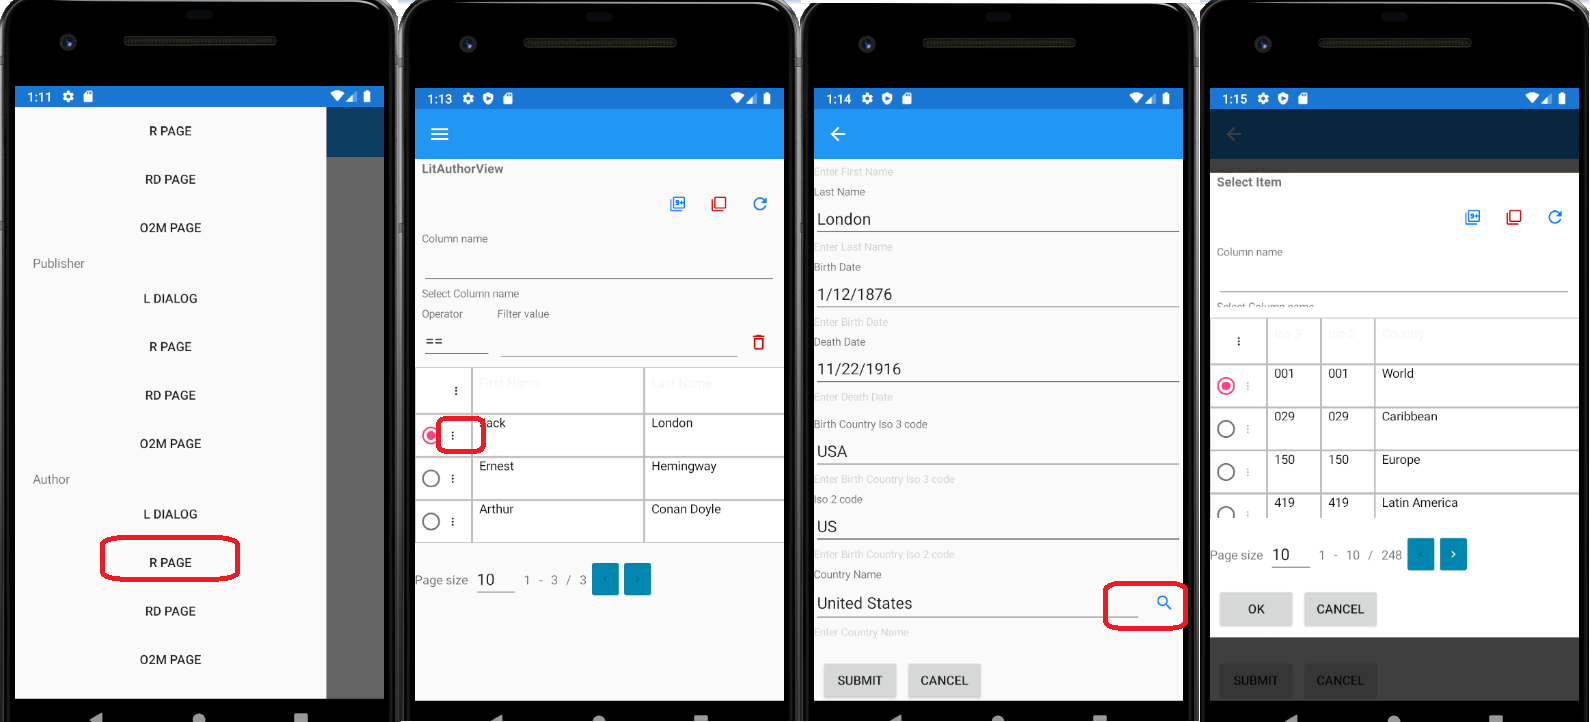 1:11
R PAGE
RD PAGE
O2M PAGE
Publisher
L DIALOG
R PAGE
RD PAGE
O2M PAGE
Author
L DIALOG
R PAGE
RD PAGE
O2M PAGE
1:13
LitAuthorView
9+
Column name
Select Column name
Operator Filter value
==
First Name Last Name
Jack London
Ernest Hemingway
Arthur Conan Doyle
Page size 10 1 - 3 / 3 < >
1:14
Enter First Name
Last Name
London
Enter Last Name
Birth Date
1/12/1876
Enter Birth Date
Death Date
11/22/1916
Enter Death Date
Birth Country Iso 3 code
USA
Enter Birth Country Iso 3 code
Iso 2 code
US
Enter Birth Country Iso 2 code
Country Name
United States
Enter Country Name
SUBMIT CANCEL
1:15
Select Item
9+
Column name
Select Column name
Iso 3 Iso 2 Country
001 001 World
029 029 Caribbean
150 150 Europe
419 419 Latin America
Page size 10 1 - 10 / 248 < >
OK CANCEL
SUBMIT CANCEL